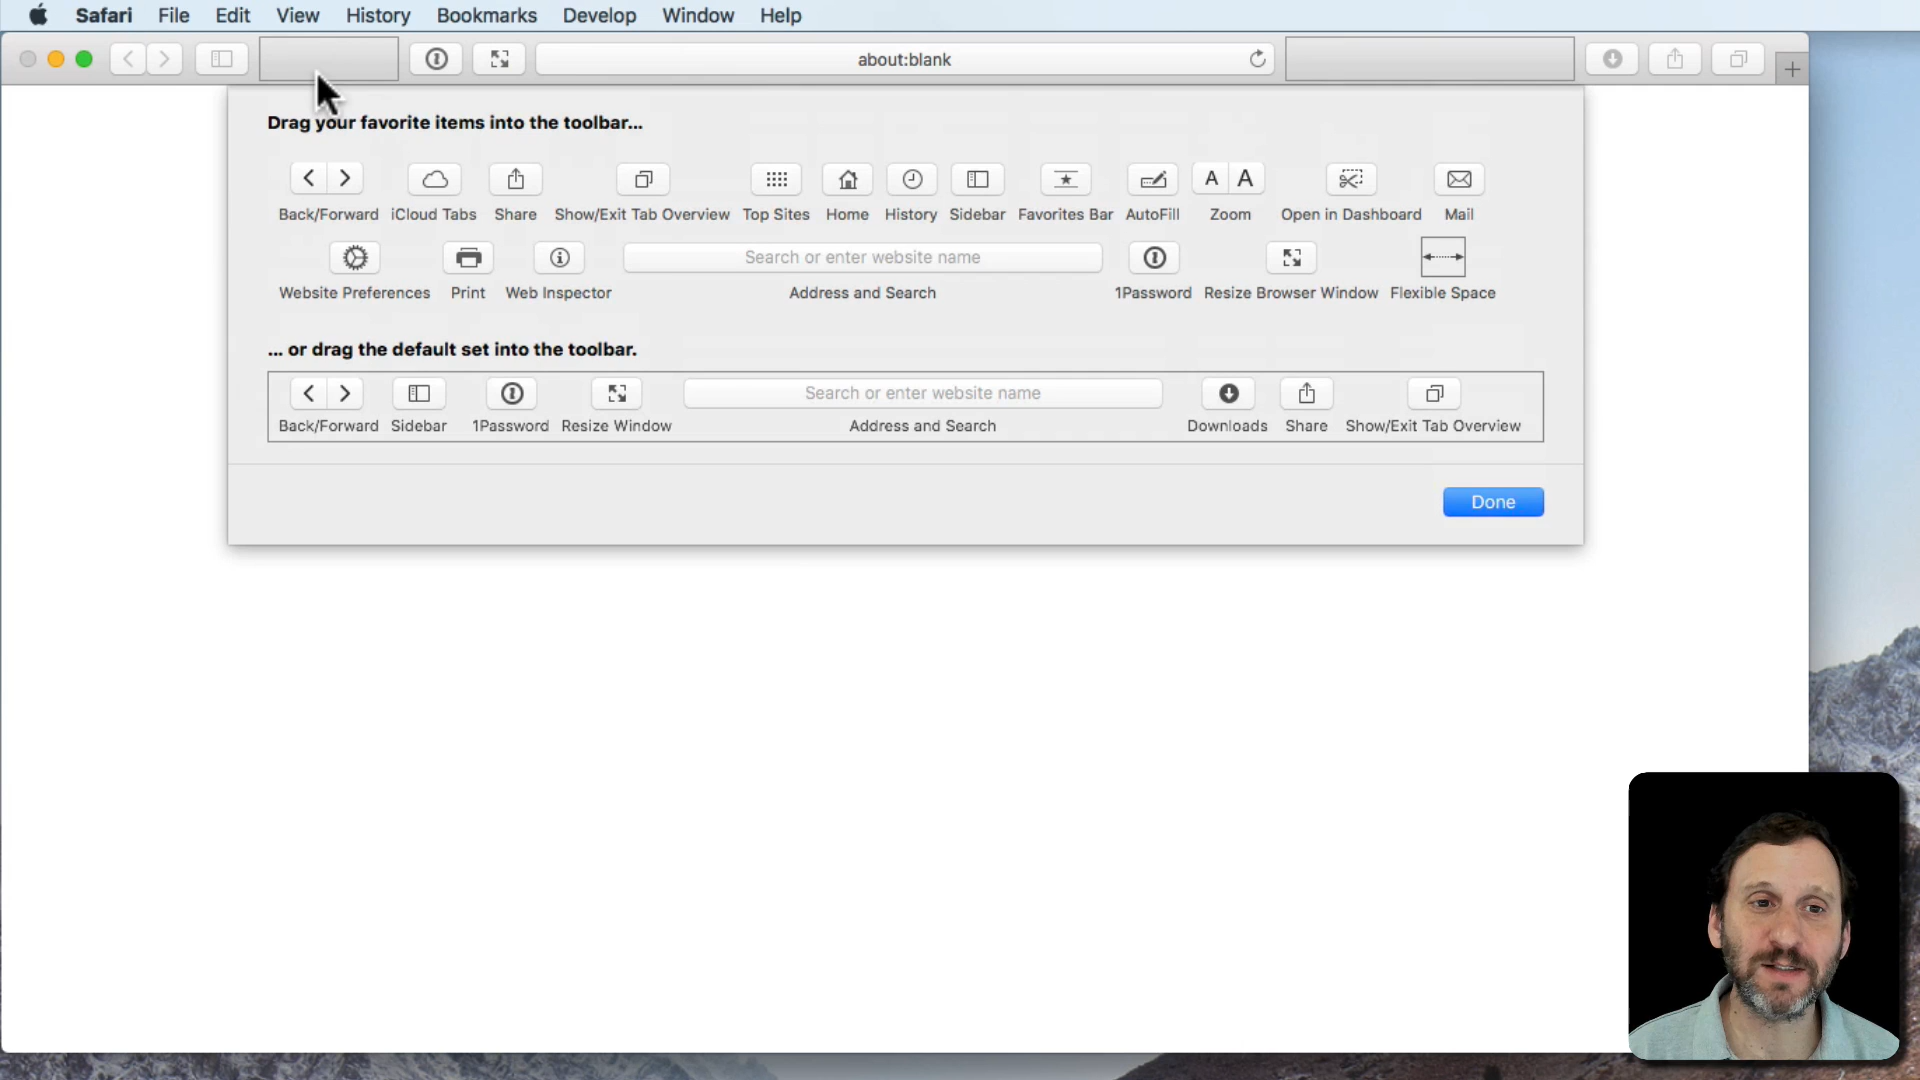 Safari File Edit View History Bookmarks Develop Window Help
about:blank
Drag your favorite items into the toolbar...
Back/Forward iCloud Tabs Share Show/Exit Tab Overview Top Sites Home History Sidebar Favorites Bar AutoFill A A Zoom Open in Dashboard Mail
Search or enter website name
Website Preferences Print Web Inspector Address and Search 1Password Resize Browser Window Flexible Space
... or drag the default set into the toolbar.
Search or enter website name
Back/Forward Sidebar 1Password Resize Window Address and Search Downloads Share Show/Exit Tab Overview
Done